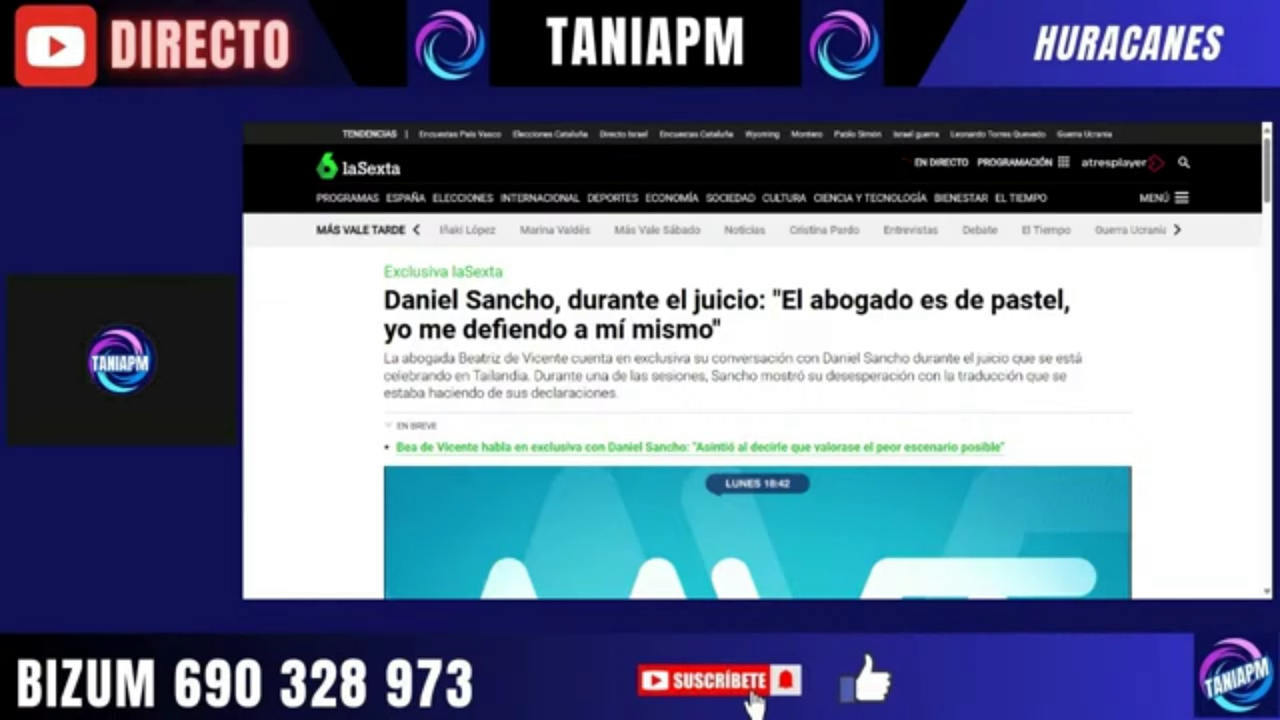 DIRECTO
TANIAPM
HURACANES
TENDENCIAS | Encuestas País Vasco Elecciones Cataluña Directo Israel Encuestas Cataluña Wyoming Montero Pablo Simón Israel guerra Leonardo Torres Quevedo Guerra Ucrania
laSexta
EN DIRECTO PROGRAMACIÓN atresplayer
PROGRAMAS ESPAÑA ELECCIONES INTERNACIONAL DEPORTES ECONOMÍA SOCIEDAD CULTURA CIENCIA Y TECNOLOGÍA BIENESTAR EL TIEMPO MENÚ
MÁS VALE TARDE Iñaki López Marina Valdés Más Vale Sábado Noticias Cristina Pardo Entrevistas Debate El Tiempo Guerra Ucrania
Exclusiva laSexta
Daniel Sancho, durante el juicio: "El abogado es de pastel,
yo me defiendo a mí mismo"
La abogada Beatriz de Vicente cuenta en exclusiva su conversación con Daniel Sancho durante el juicio que se está
celebrando en Tailandia. Durante una de las sesiones, Sancho mostró su desesperación con la traducción que se
estaba haciendo de sus declaraciones.
EN BREVE
• Bea de Vicente habla en exclusiva con Daniel Sancho: "Asintió al decirle que valorase el peor escenario posible"
LUNES 18:42
TANIAPM
BIZUM 690 328 973
SUSCRÍBETE
TANIAPM